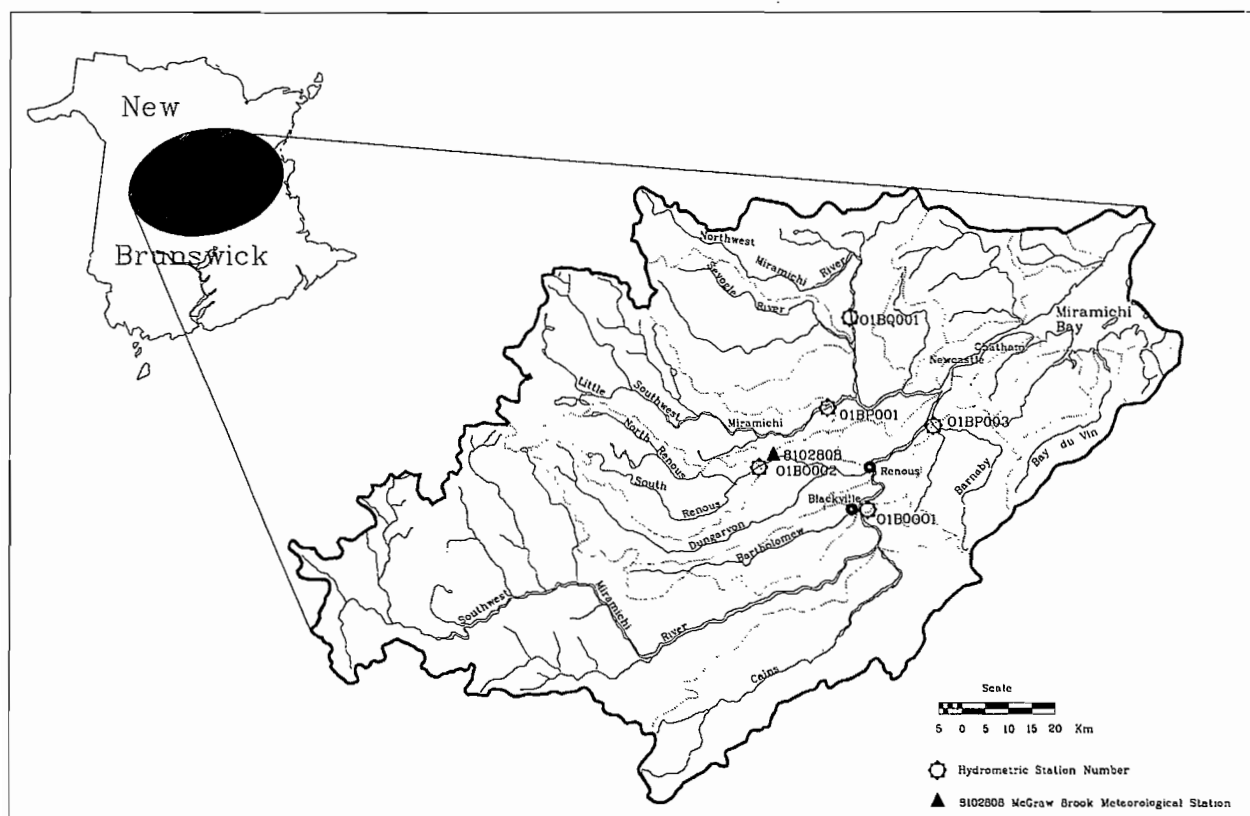 New
Brunswick
Northwest
Miramichi
River
Sevogle
River
01BQ001
Miramichi
Bay
Chatham
Newcastle
Little
Southwest
Miramichi
01BP001
01BP003
North
Renous
8102808
01BO002
South
Renous
Renous
Barnaby
Bay du Vin
Blackville
01BO001
Dungarvon
Bartholomew
Southwest
Miramichi
River
Cains
Scale
5 0 5 10 15 20 Km
Hydrometric Station Number
8102808 McGraw Brook Meteorological Station